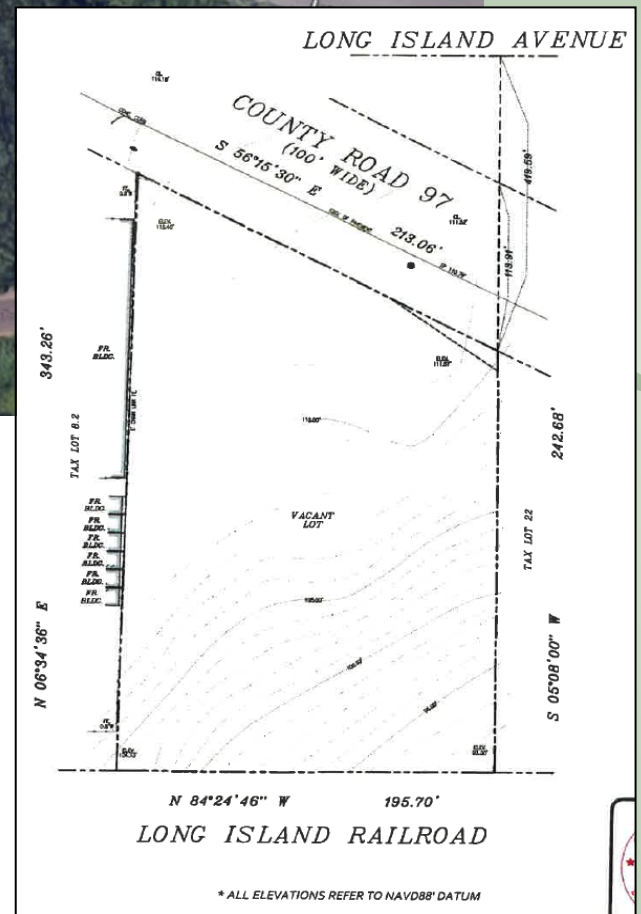 LONG ISLAND AVENUE
COUNTY ROAD 97
(100' WIDE)
S 56°15'30" E
213.06'
419.59'
113.91'
343.26'
FR.
BLDG.
TAX LOT 8.2
242.68'
VACANT
LOT
TAX LOT 22
FR.
BLDG.
FR.
BLDG.
FR.
BLDG.
FR.
BLDG.
FR.
BLDG.
FR.
BLDG.
N 06°34'36" E
S 05°08'00" W
N 84°24'46" W 195.70'
LONG ISLAND RAILROAD
* ALL ELEVATIONS REFER TO NAVD88' DATUM